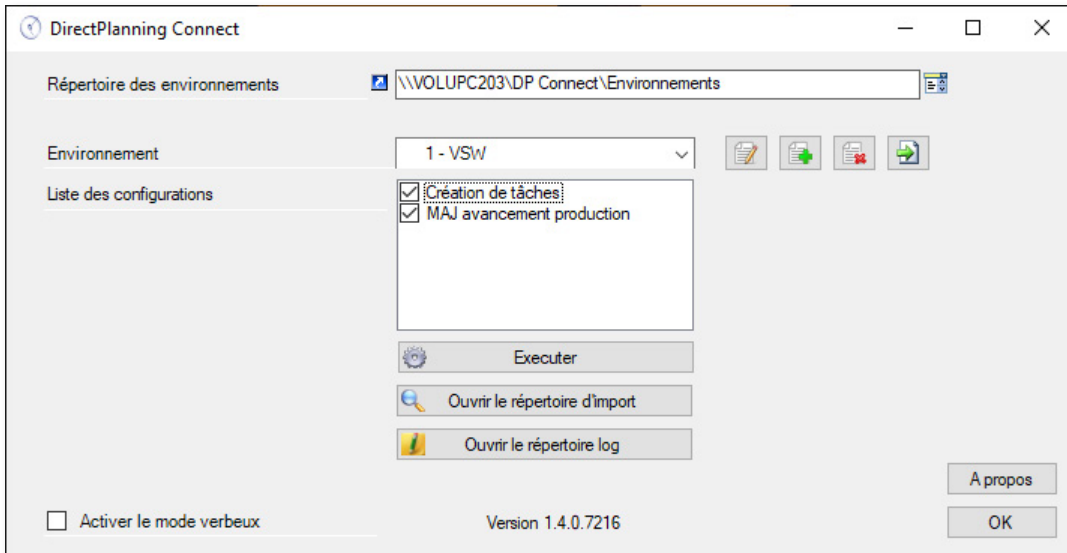 DirectPlanning Connect
Répertoire des environnements
\\VOLUPC203\DP Connect\Environnements
Environnement
1 - VSW
Liste des configurations
Création de tâches
MAJ avancement production
Executer
Ouvrir le répertoire d'import
Ouvrir le répertoire log
A propos
Activer le mode verbeux
Version 1.4.0.7216
OK